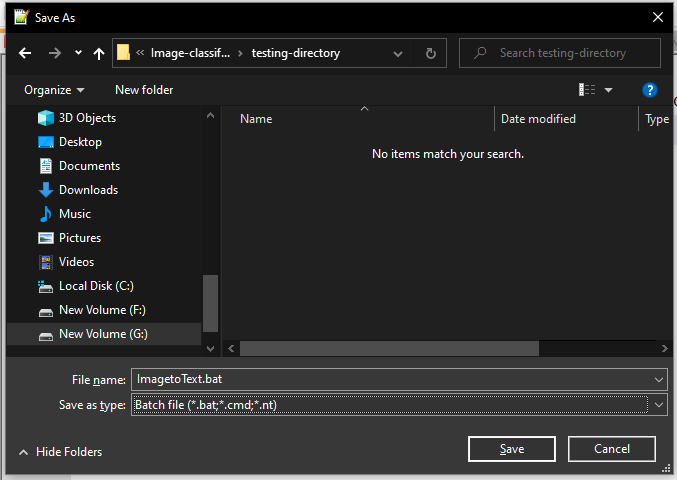 Save As
« Image-classif... › testing-directory
Search testing-directory
Organize
New folder
?
3D Objects
Desktop
Documents
Downloads
Music
Pictures
Videos
Local Disk (C:)
New Volume (F:)
New Volume (G:)
Name
Date modified
Type
No items match your search.
File name:
ImagetoText.bat
Save as type:
Batch file (*.bat;*.cmd;*.nt)
Hide Folders
Save
Cancel